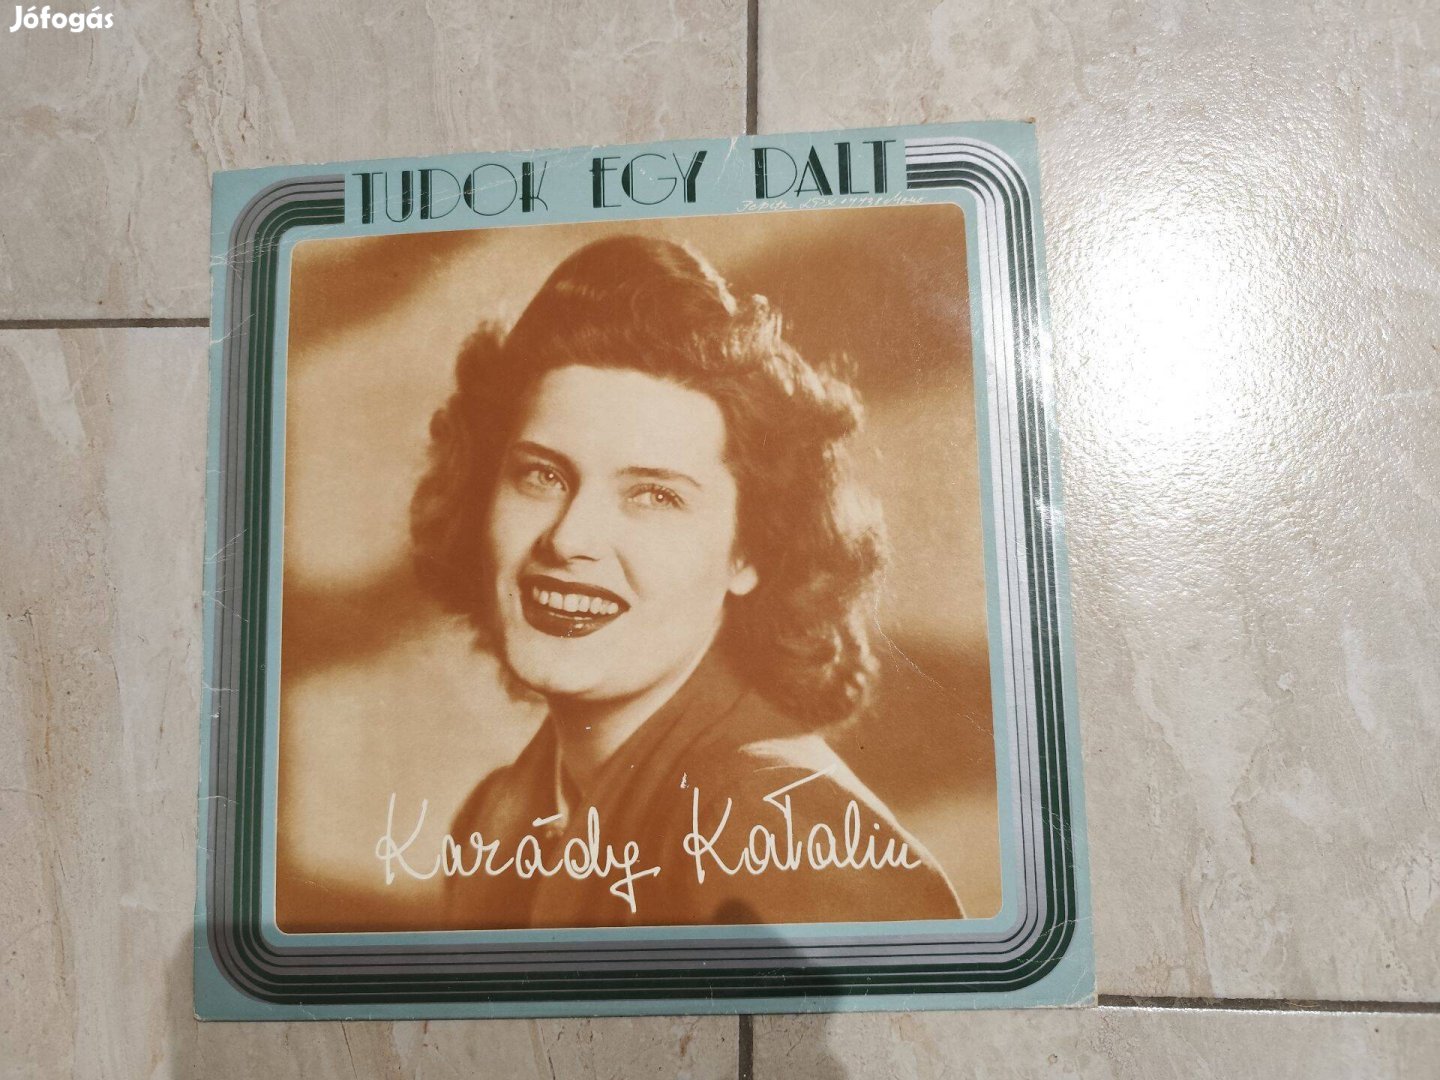 Jófogás
TUDOK EGY DALT
Karády Katalin